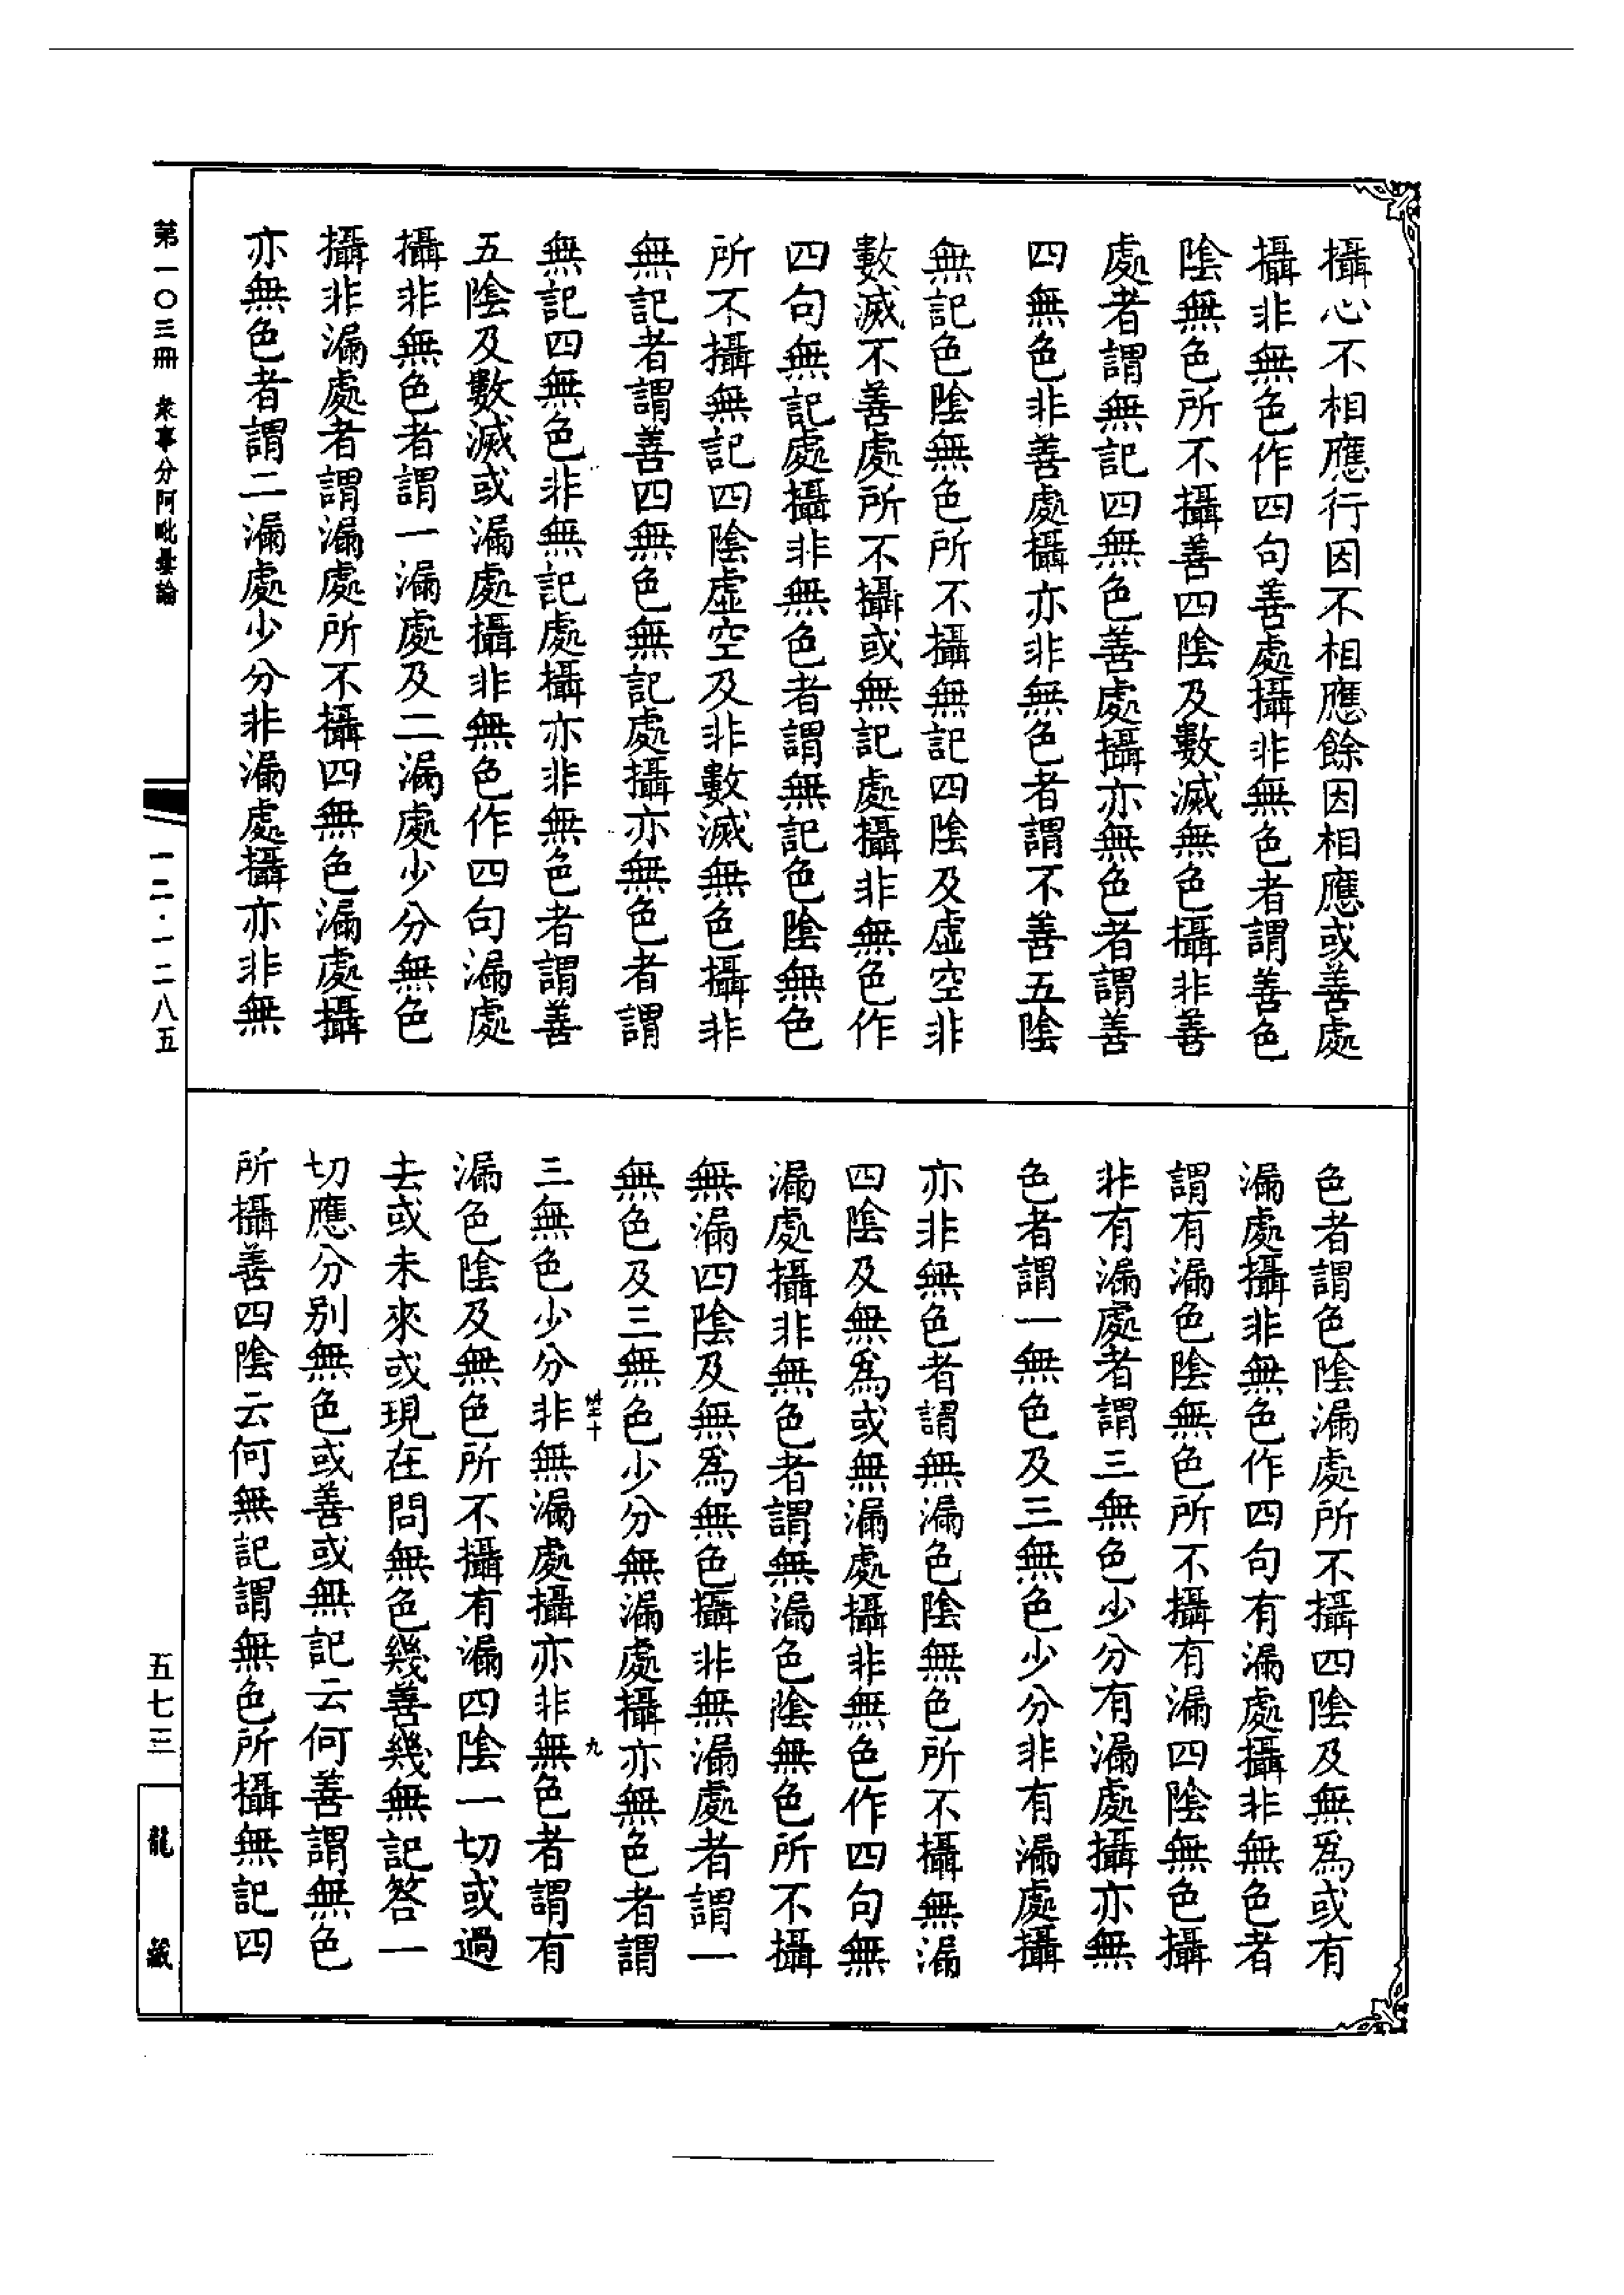 攝心不相應行因不相應餘因相應或善處
攝非無色作四句善處攝非無色者謂善色
陰無色所不攝善四陰及數滅無色攝非善
處者謂無記四無色善處攝亦無色者謂善
四無色非善處攝亦非無色者謂不善五陰
無記色陰無色所不攝無記四陰及虛空非
數滅不善處所不攝或無記處攝非無色作
四句無記處攝非無色者謂無記色陰無色
所不攝無記四陰虛空及非數滅無色攝非
無記者謂善四無色無記處攝亦無色者謂
無記四無色非無記處攝亦非無色者謂善
五陰及數滅或漏處攝非無色作四句漏處
攝非無色者謂一漏處及二漏處少分無色
攝非漏處者謂漏處所不攝四無色漏處攝
亦無色者謂二漏處少分非漏處攝亦非無
色者謂色陰漏處所不攝四陰及無為或有
漏處攝非無色作四句有漏處攝非無色者
謂有漏色陰無色所不攝有漏四陰無色攝
非有漏處者謂三無色少分有漏處攝亦無
色者謂一無色及三無色少分非有漏處攝
亦非無色者謂無漏色陰無色所不攝無漏
四陰及無為或無漏處攝非無色作四句無
漏處攝非無色者謂無漏色陰無色所不攝
無漏四陰及無為無色攝非無漏處者謂一
無色及三無色少分無漏處攝亦無色者謂
三無色少分非無漏處攝亦非無色者謂有
漏色陰及無色所不攝有漏四陰一切或過
去或未來或現在問無色幾善幾無記答一
切應分別無色或善或無記云何善謂無色
所攝善四陰云何無記謂無色所攝無記四
第一〇三冊 衆事分阿毗曇論
一二·一二八五
五七三
龍藏
九